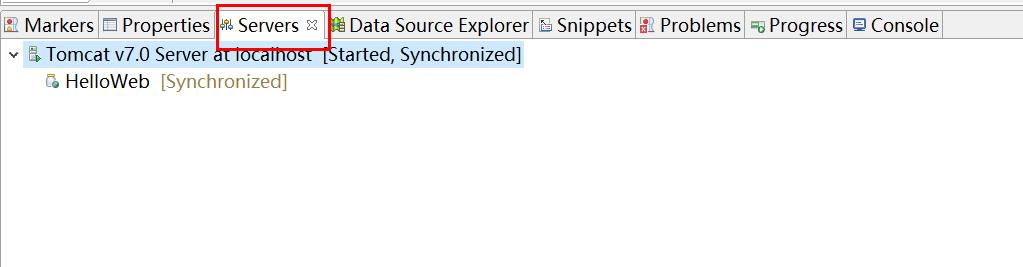 Markers Properties Servers Data Source Explorer Snippets Problems Progress Console
Tomcat v7.0 Server at localhost [Started, Synchronized]
HelloWeb [Synchronized]